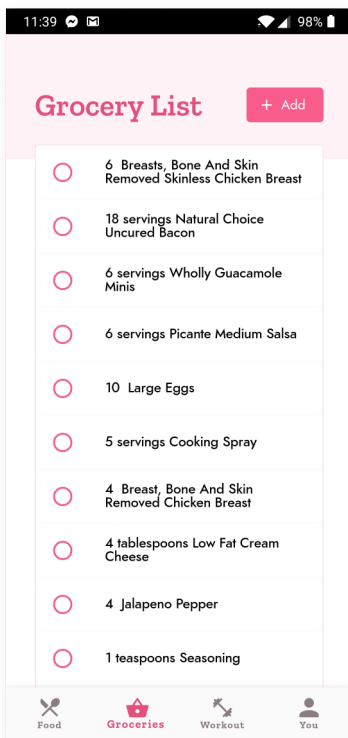 11:39 98%
Grocery List
+ Add
6 Breasts, Bone And Skin
Removed Skinless Chicken Breast
18 servings Natural Choice
Uncured Bacon
6 servings Wholly Guacamole
Minis
6 servings Picante Medium Salsa
10 Large Eggs
5 servings Cooking Spray
4 Breast, Bone And Skin
Removed Chicken Breast
4 tablespoons Low Fat Cream
Cheese
4 Jalapeno Pepper
1 teaspoons Seasoning
Food Groceries Workout You